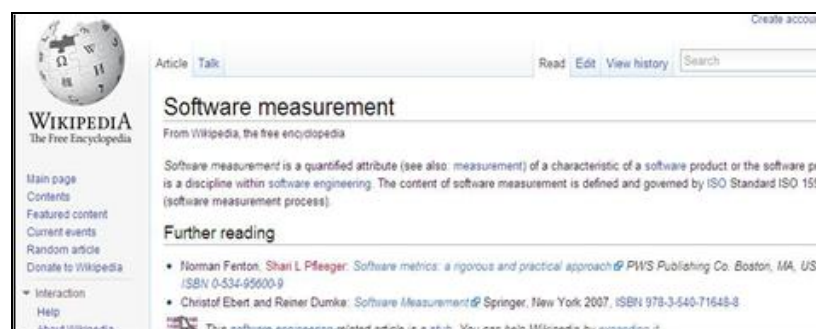 Create accou
Article Talk Read Edit View history Search
WIKIPEDIA
The Free Encyclopedia
Main page
Contents
Featured content
Current events
Random article
Donate to Wikipedia
Interaction
Help
About Wikipedia
Software measurement
From Wikipedia, the free encyclopedia
Software measurement is a quantified attribute (see also: measurement) of a characteristic of a software product or the software p
is a discipline within software engineering. The content of software measurement is defined and governed by ISO Standard ISO 15
(software measurement process).
Further reading
• Norman Fenton, Shari L Pfleeger: Software metrics: a rigorous and practical approach PWS Publishing Co. Boston, MA, US
ISBN 0-534-95600-9
• Christof Ebert and Reiner Dumke: Software Measurement Springer, New York 2007, ISBN 978-3-540-71648-8
This software engineering-related article is a stub. You can help Wikipedia by expanding it.